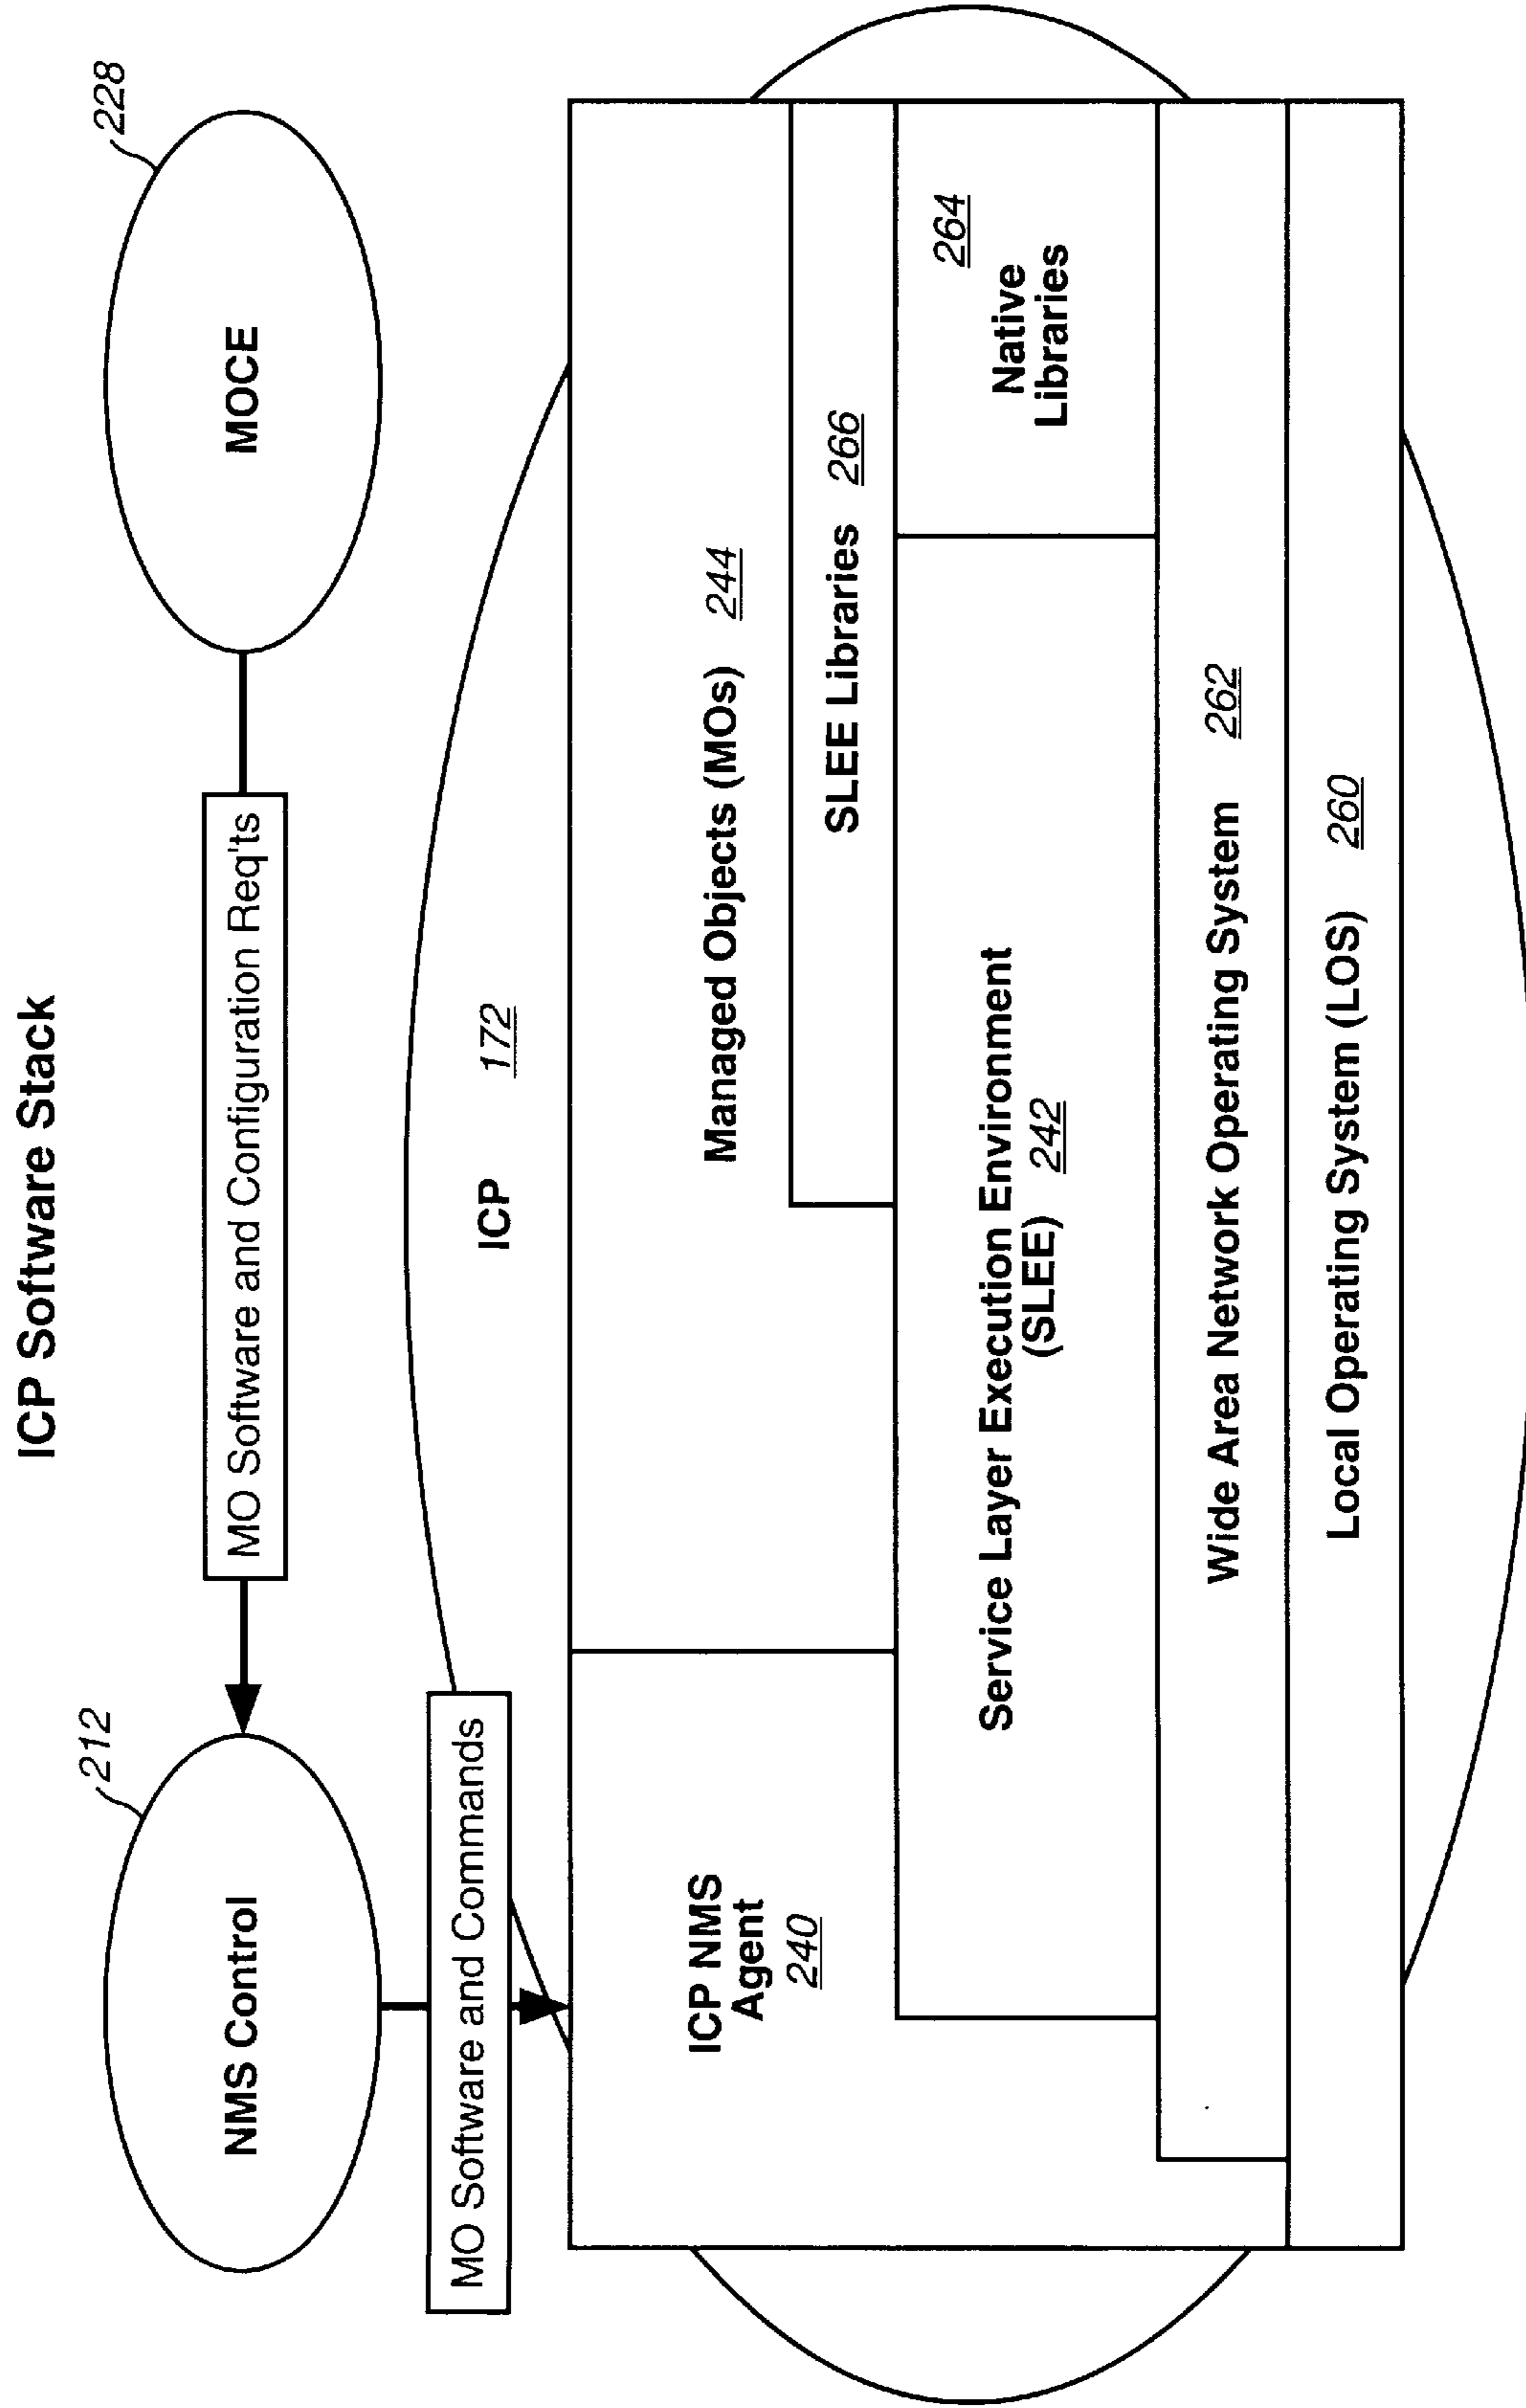 ICP Software Stack
212
228
NMS Control
MO Software and Configuration Req'ts
MOCE
MO Software and Commands
ICP 172
ICP NMS
Agent
240
Managed Objects (MOs) 244
SLEE Libraries 266
Service Layer Execution Environment
(SLEE) 242
264
Native
Libraries
Wide Area Network Operating System 262
Local Operating System (LOS) 260